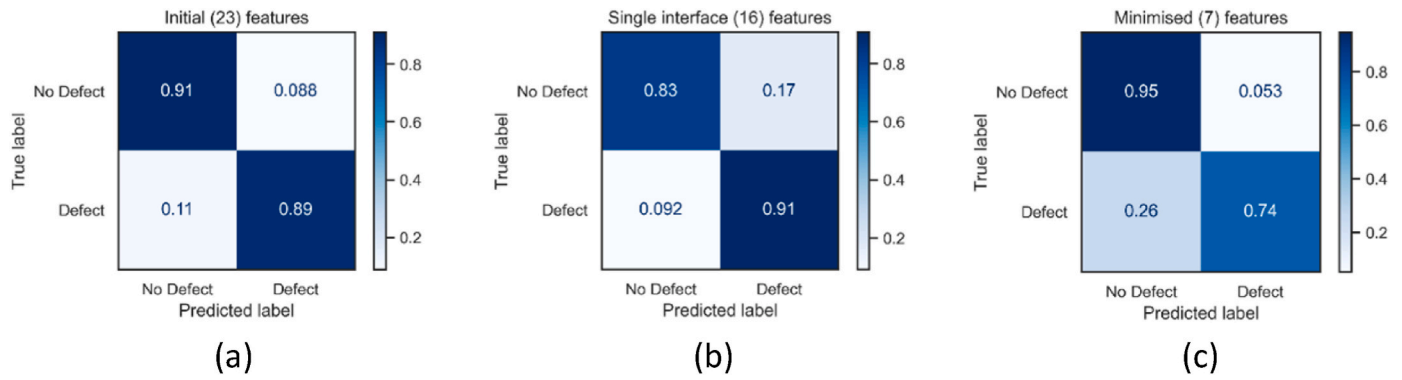 Initial (23) features
No Defect
0.91
0.088
Defect
0.11
0.89
No Defect
Defect
Predicted label
True label
0.8
0.6
0.4
0.2
(a)
Single interface (16) features
No Defect
0.83
0.17
Defect
0.092
0.91
No Defect
Defect
Predicted label
True label
0.8
0.6
0.4
0.2
(b)
Minimised (7) features
No Defect
0.95
0.053
Defect
0.26
0.74
No Defect
Defect
Predicted label
True label
0.8
0.6
0.4
0.2
(c)